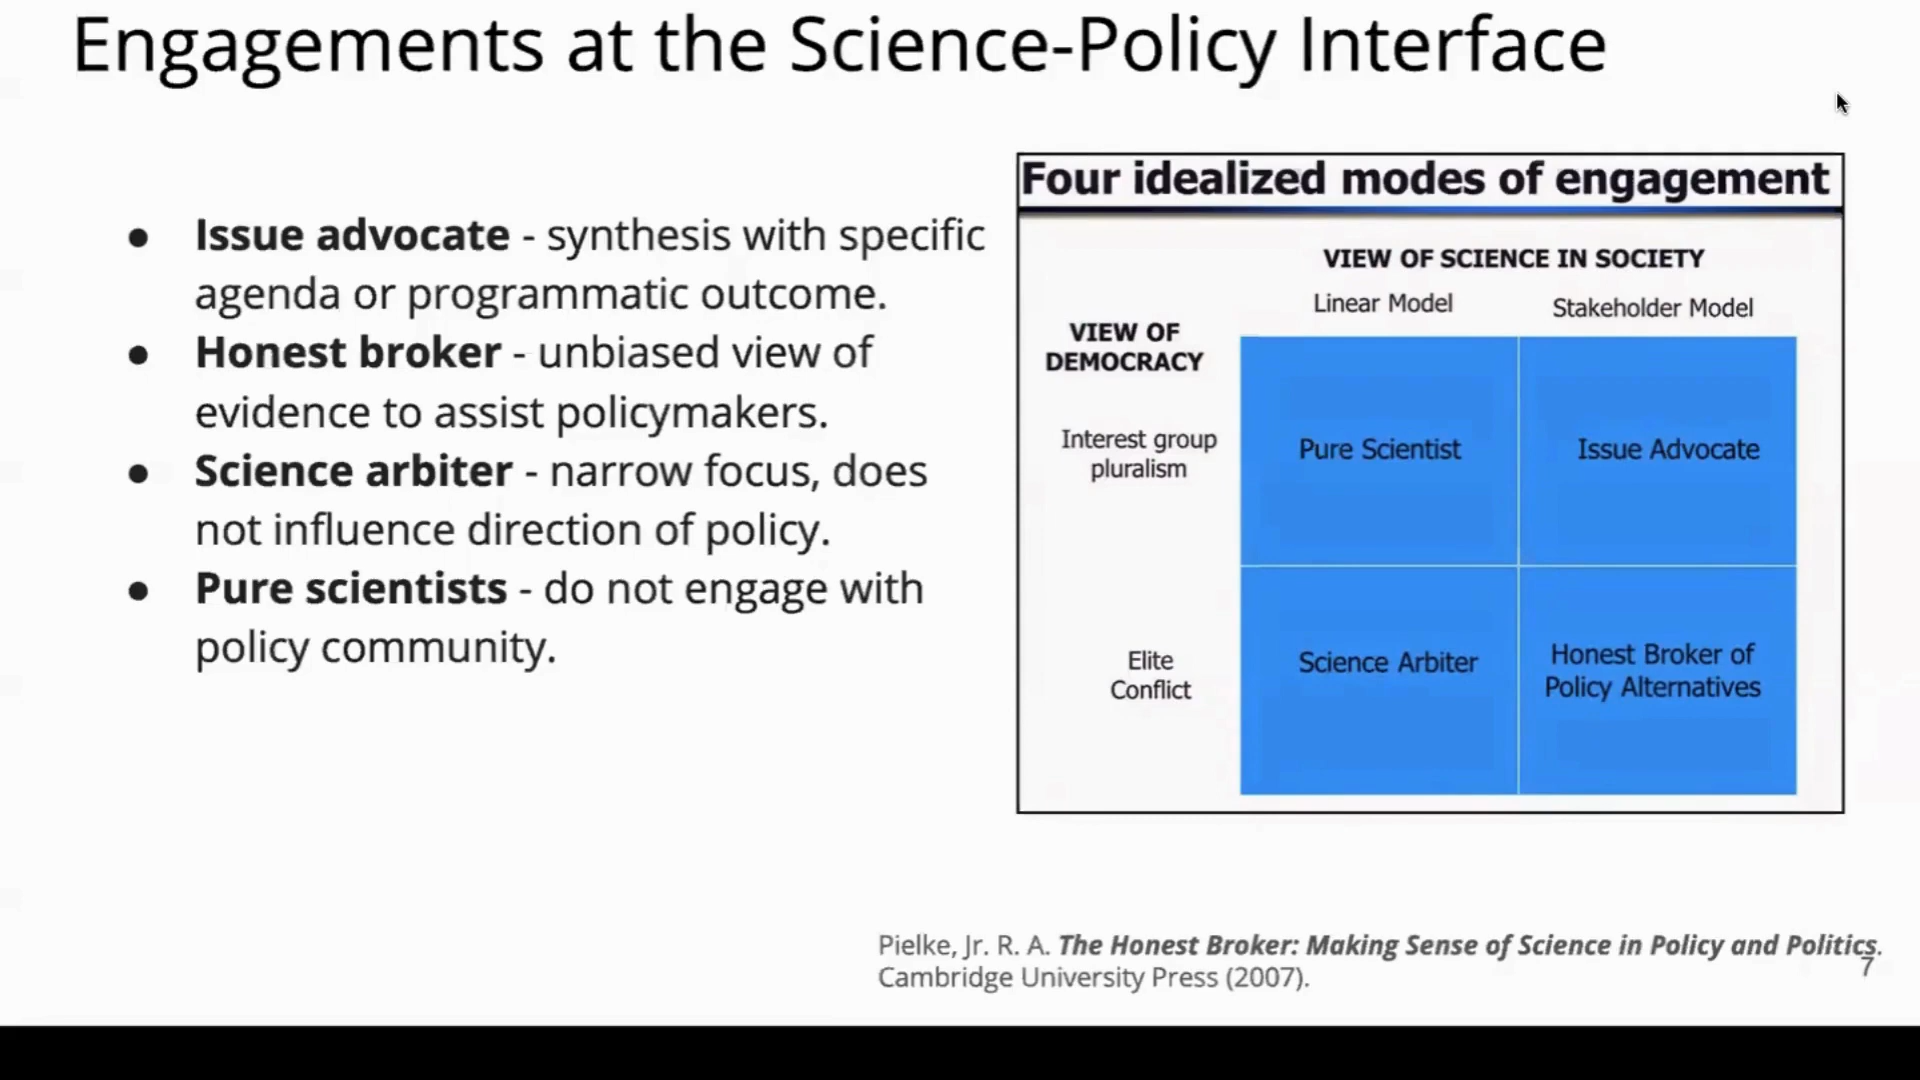 Engagements at the Science-Policy Interface
● Issue advocate - synthesis with specific
agenda or programmatic outcome.
● Honest broker - unbiased view of
evidence to assist policymakers.
● Science arbiter - narrow focus, does
not influence direction of policy.
● Pure scientists - do not engage with
policy community.
Four idealized modes of engagement
VIEW OF SCIENCE IN SOCIETY
Linear Model
Stakeholder Model
VIEW OF
DEMOCRACY
Interest group
pluralism
Pure Scientist
Issue Advocate
Elite
Conflict
Science Arbiter
Honest Broker of
Policy Alternatives
Pielke, Jr. R. A. The Honest Broker: Making Sense of Science in Policy and Politics.
Cambridge University Press (2007).
7